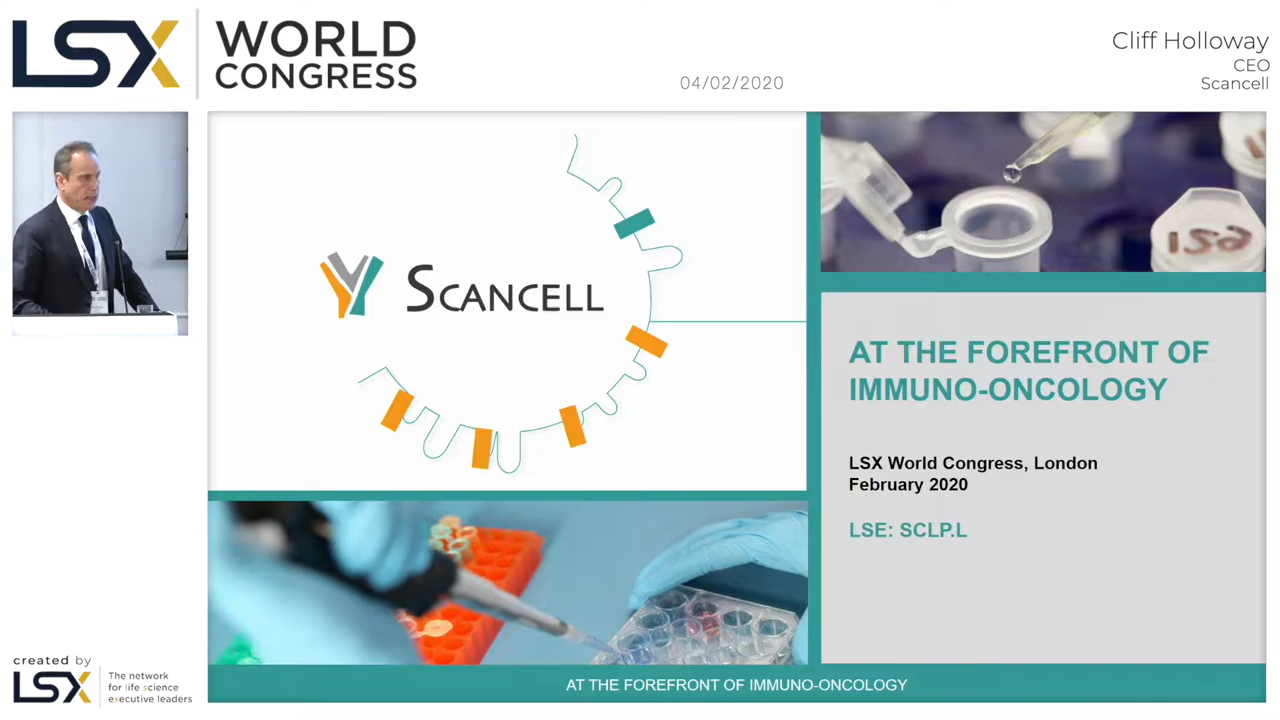 LSX
WORLD
CONGRESS
04/02/2020
Cliff Holloway
CEO
Scancell
SCANCELL
AT THE FOREFRONT OF
IMMUNO-ONCOLOGY
LSX World Congress, London
February 2020
LSE: SCLP.L
created by
LSX
The network
for life science
executive leaders
AT THE FOREFRONT OF IMMUNO-ONCOLOGY